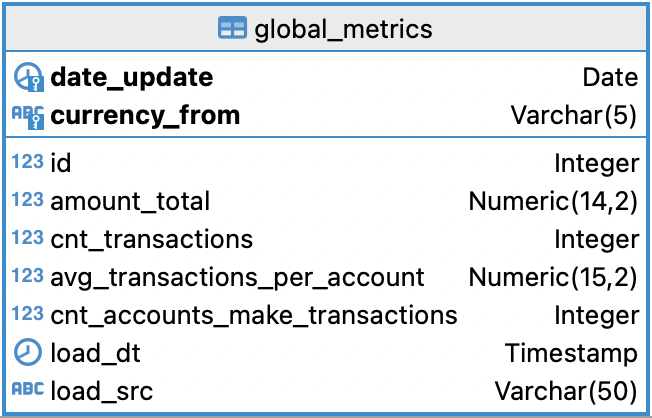 global_metrics
date_update Date
ABC currency_from Varchar(5)
123 id Integer
123 amount_total Numeric(14,2)
123 cnt_transactions Integer
123 avg_transactions_per_account Numeric(15,2)
123 cnt_accounts_make_transactions Integer
load_dt Timestamp
ABC load_src Varchar(50)